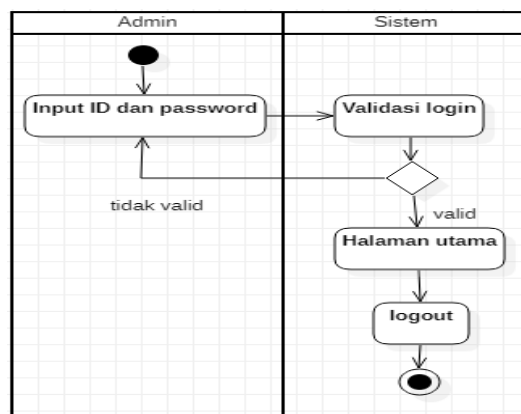 Admin
Sistem
Input ID dan password
Validasi login
tidak valid
valid
Halaman utama
logout